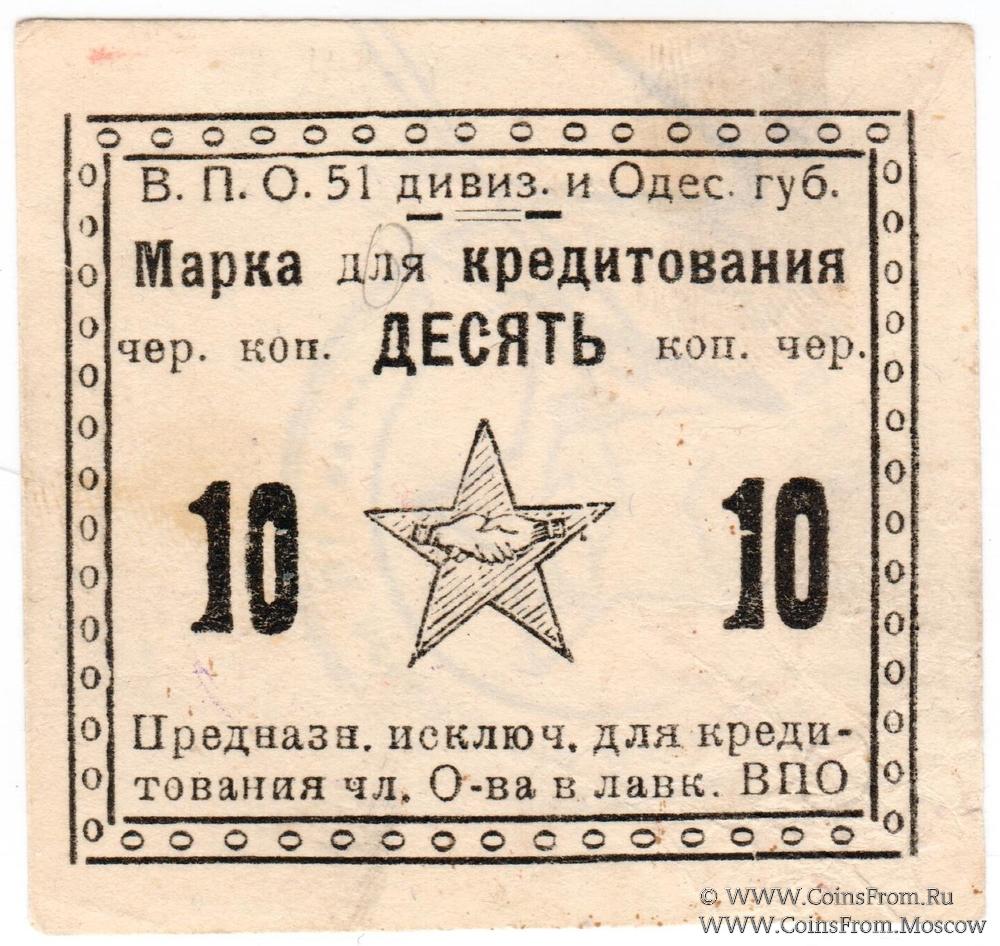 В. П. О. 51 дивиз. и Одес. губ.
Марка для кредитования
чер. коп. ДЕСЯТЬ коп. чер.
10 10
Предназн. исключ. для креди-
тования чл. О-ва в лавк. ВПО
© WWW.CoinsFrom.Ru
WWW.CoinsFrom.Moscow